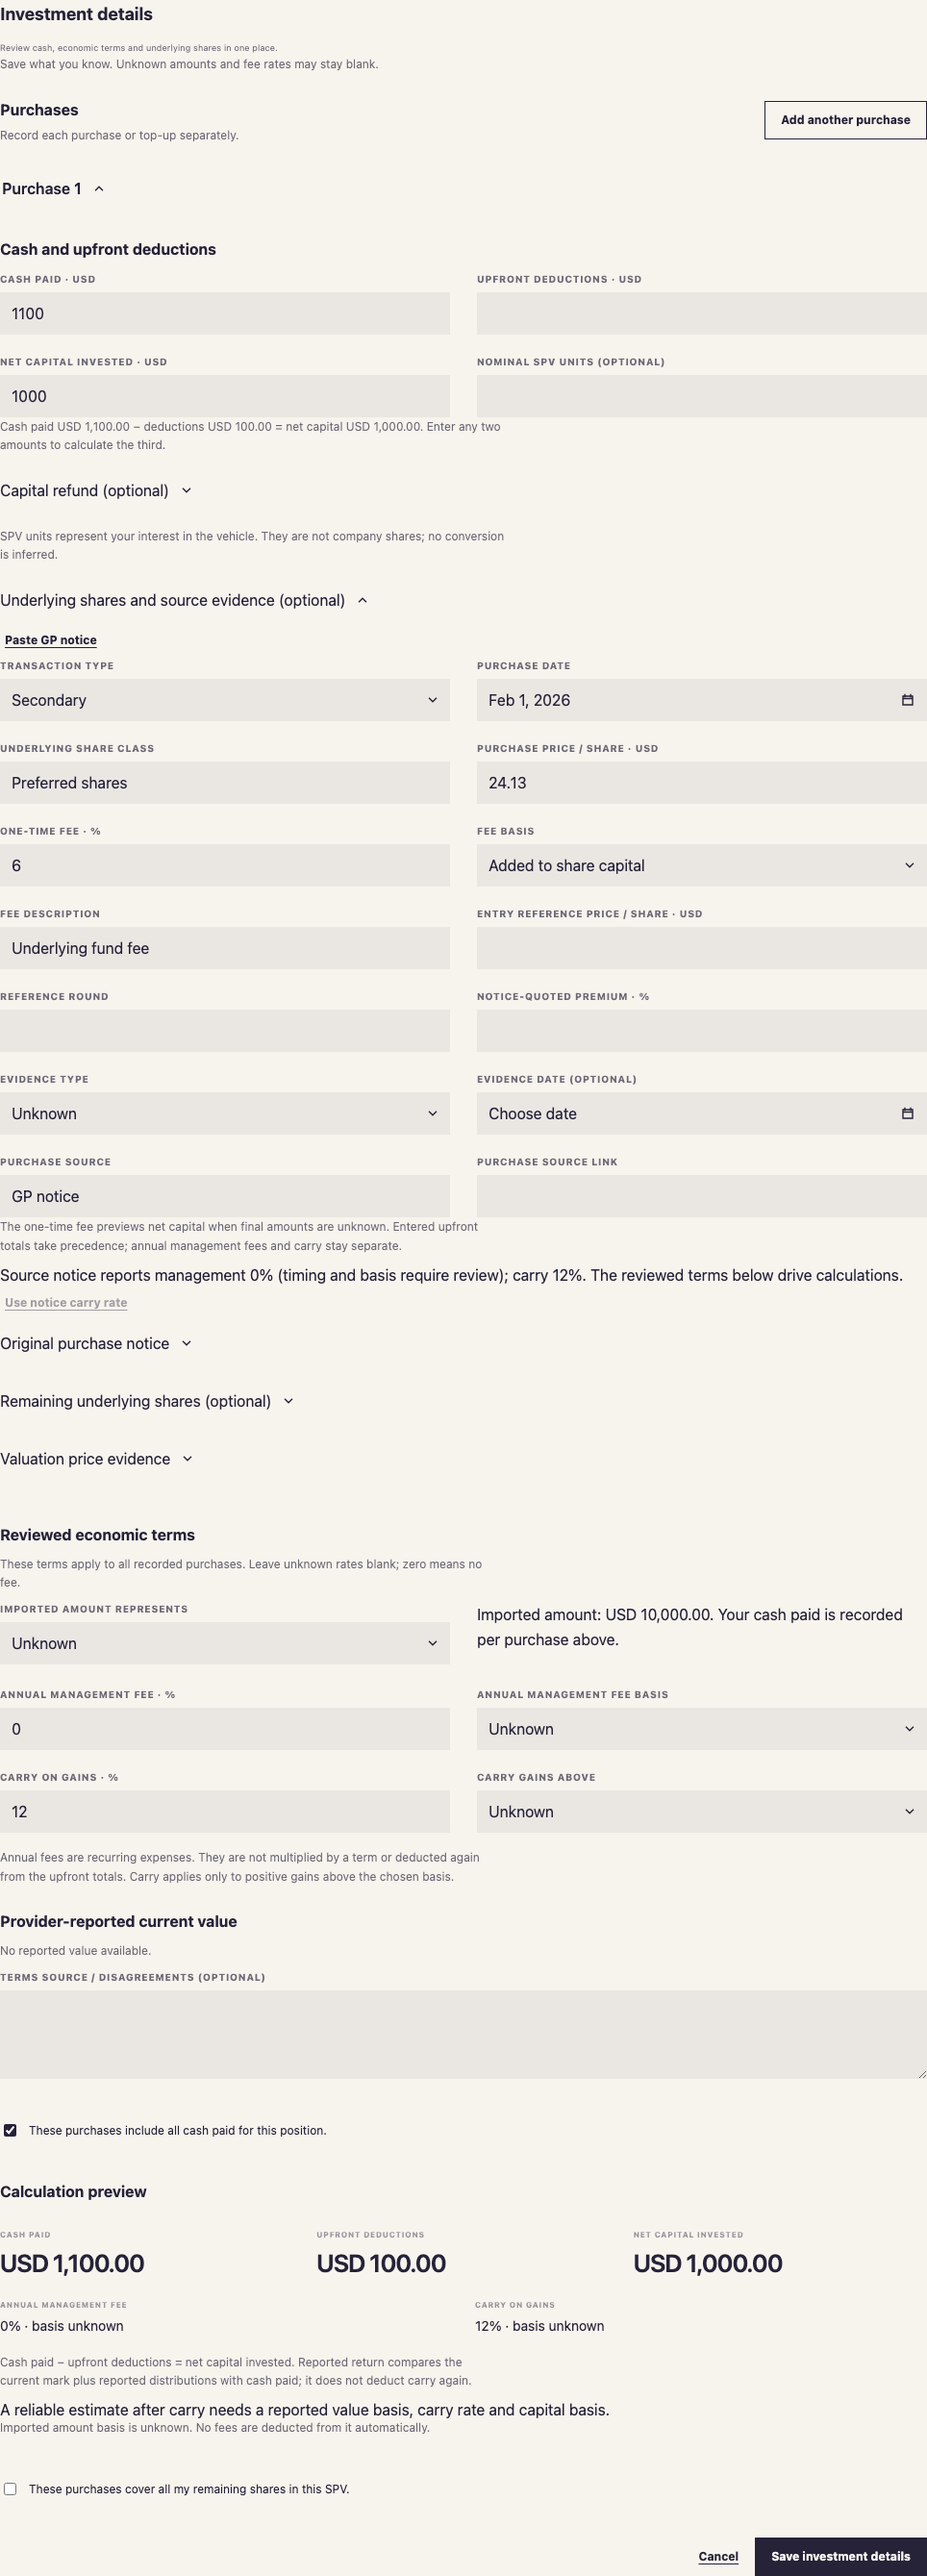 Investment details
Review cash, economic terms and underlying shares in one place.
Save what you know. Unknown amounts and fee rates may stay blank.
Purchases
Record each purchase or top-up separately.
Add another purchase
Purchase 1
Cash and upfront deductions
CASH PAID · USD
UPFRONT DEDUCTIONS · USD
1100
NET CAPITAL INVESTED · USD
NOMINAL SPV UNITS (OPTIONAL)
1000
Cash paid USD 1,100.00 − deductions USD 100.00 = net capital USD 1,000.00. Enter any two
amounts to calculate the third.
Capital refund (optional)
SPV units represent your interest in the vehicle. They are not company shares; no conversion
is inferred.
Underlying shares and source evidence (optional)
Paste GP notice
TRANSACTION TYPE
PURCHASE DATE
Secondary
Feb 1, 2026
UNDERLYING SHARE CLASS
PURCHASE PRICE / SHARE · USD
Preferred shares
24.13
ONE-TIME FEE · %
FEE BASIS
6
Added to share capital
FEE DESCRIPTION
ENTRY REFERENCE PRICE / SHARE · USD
Underlying fund fee
REFERENCE ROUND
NOTICE-QUOTED PREMIUM · %
EVIDENCE TYPE
EVIDENCE DATE (OPTIONAL)
Unknown
Choose date
PURCHASE SOURCE
PURCHASE SOURCE LINK
GP notice
The one-time fee previews net capital when final amounts are unknown. Entered upfront
totals take precedence; annual management fees and carry stay separate.
Source notice reports management 0% (timing and basis require review); carry 12%. The reviewed terms below drive calculations.
Use notice carry rate
Original purchase notice
Remaining underlying shares (optional)
Valuation price evidence
Reviewed economic terms
These terms apply to all recorded purchases. Leave unknown rates blank; zero means no
fee.
IMPORTED AMOUNT REPRESENTS
Unknown
Imported amount: USD 10,000.00. Your cash paid is recorded
per purchase above.
ANNUAL MANAGEMENT FEE · %
ANNUAL MANAGEMENT FEE BASIS
0
Unknown
CARRY ON GAINS · %
CARRY GAINS ABOVE
12
Unknown
Annual fees are recurring expenses. They are not multiplied by a term or deducted again
from the upfront totals. Carry applies only to positive gains above the chosen basis.
Provider-reported current value
No reported value available.
TERMS SOURCE / DISAGREEMENTS (OPTIONAL)
These purchases include all cash paid for this position.
Calculation preview
CASH PAID
UPFRONT DEDUCTIONS
NET CAPITAL INVESTED
USD 1,100.00
USD 100.00
USD 1,000.00
ANNUAL MANAGEMENT FEE
CARRY ON GAINS
0% · basis unknown
12% · basis unknown
Cash paid − upfront deductions = net capital invested. Reported return compares the
current mark plus reported distributions with cash paid; it does not deduct carry again.
A reliable estimate after carry needs a reported value basis, carry rate and capital basis.
Imported amount basis is unknown. No fees are deducted from it automatically.
These purchases cover all my remaining shares in this SPV.
Cancel
Save investment details